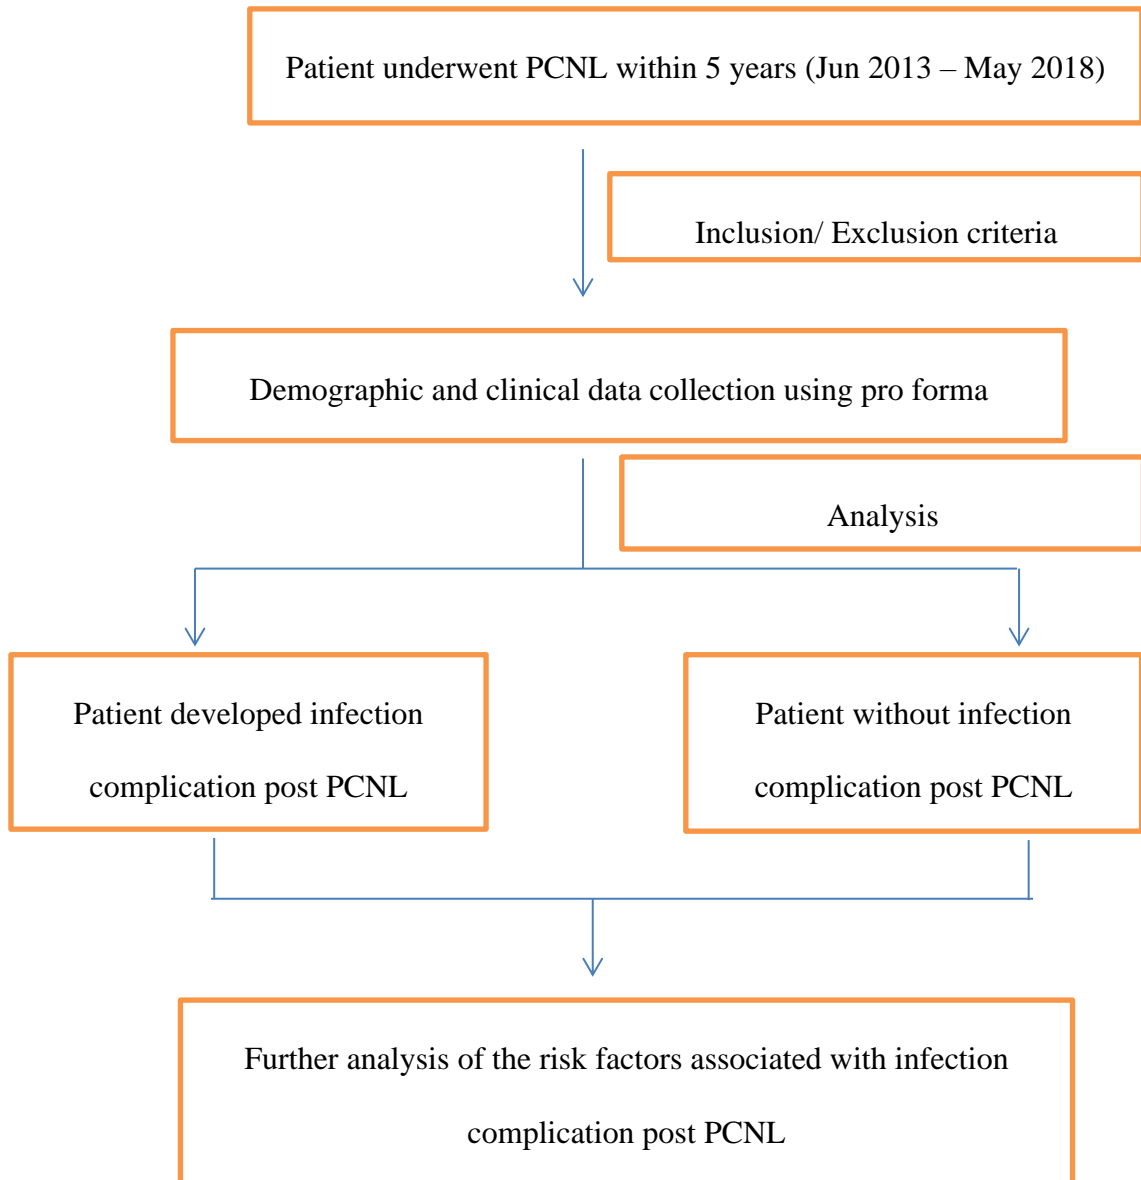 Patient underwent PCNL within 5 years (Jun 2013 – May 2018)
Inclusion/ Exclusion criteria
Demographic and clinical data collection using pro forma
Analysis
Patient developed infection
complication post PCNL
Patient without infection
complication post PCNL
Further analysis of the risk factors associated with infection
complication post PCNL